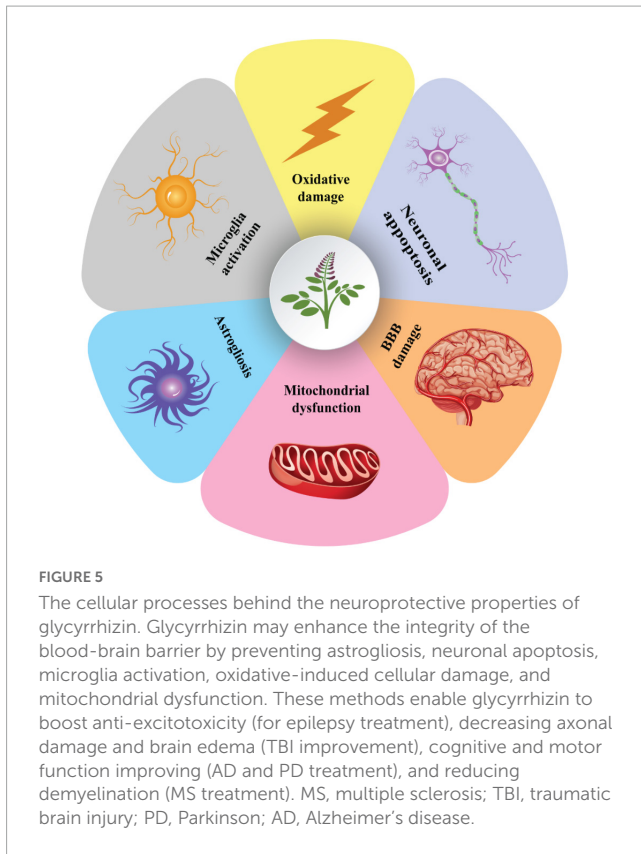 Oxidative
damage
Neuronal
appoptosis
BBB
damage
Mitochondrial
dysfunction
Astrogliosis
Microglia
activation
FIGURE 5
The cellular processes behind the neuroprotective properties of
glycyrrhizin. Glycyrrhizin may enhance the integrity of the
blood-brain barrier by preventing astrogliosis, neuronal apoptosis,
microglia activation, oxidative-induced cellular damage, and
mitochondrial dysfunction. These methods enable glycyrrhizin to
boost anti-excitotoxicity (for epilepsy treatment), decreasing axonal
damage and brain edema (TBI improvement), cognitive and motor
function improving (AD and PD treatment), and reducing
demyelination (MS treatment). MS, multiple sclerosis; TBI, traumatic
brain injury; PD, Parkinson; AD, Alzheimer’s disease.